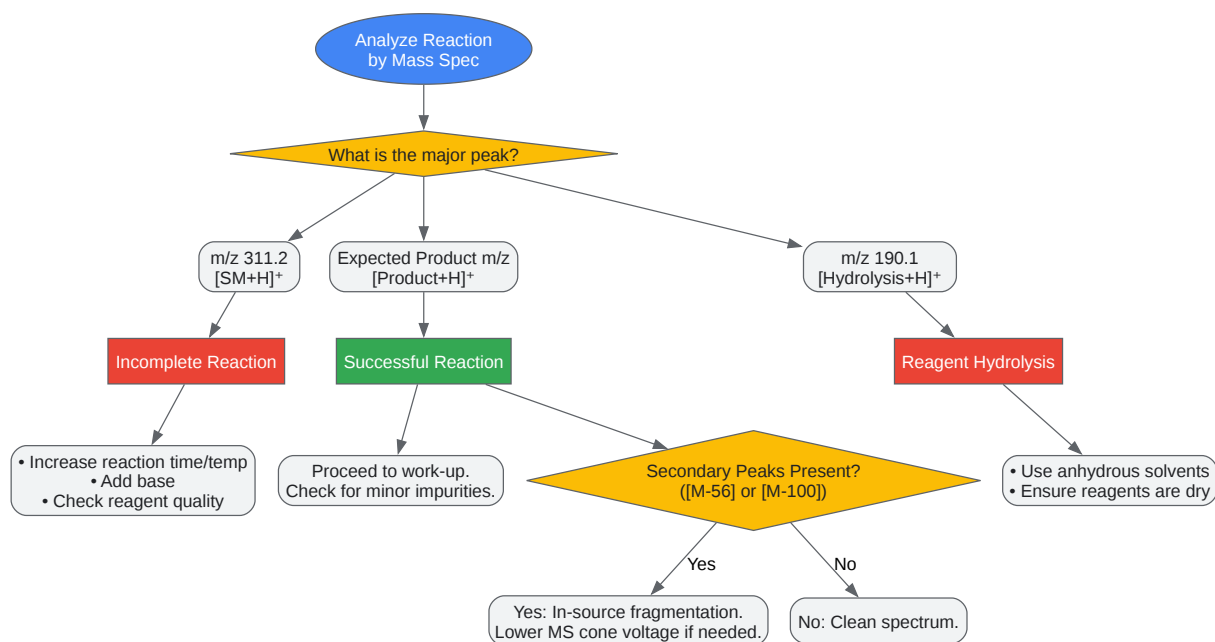 Analyze Reaction
by Mass Spec
What is the major peak?
m/z 311.2
[SM+H]⁺
Expected Product m/z
[Product+H]⁺
m/z 190.1
[Hydrolysis+H]⁺
Incomplete Reaction
Successful Reaction
Reagent Hydrolysis
• Increase reaction time/temp
• Add base
• Check reagent quality
Proceed to work-up.
Check for minor impurities.
Secondary Peaks Present?
([M-56] or [M-100])
• Use anhydrous solvents
• Ensure reagents are dry
Yes
No
Yes: In-source fragmentation.
Lower MS cone voltage if needed.
No: Clean spectrum.